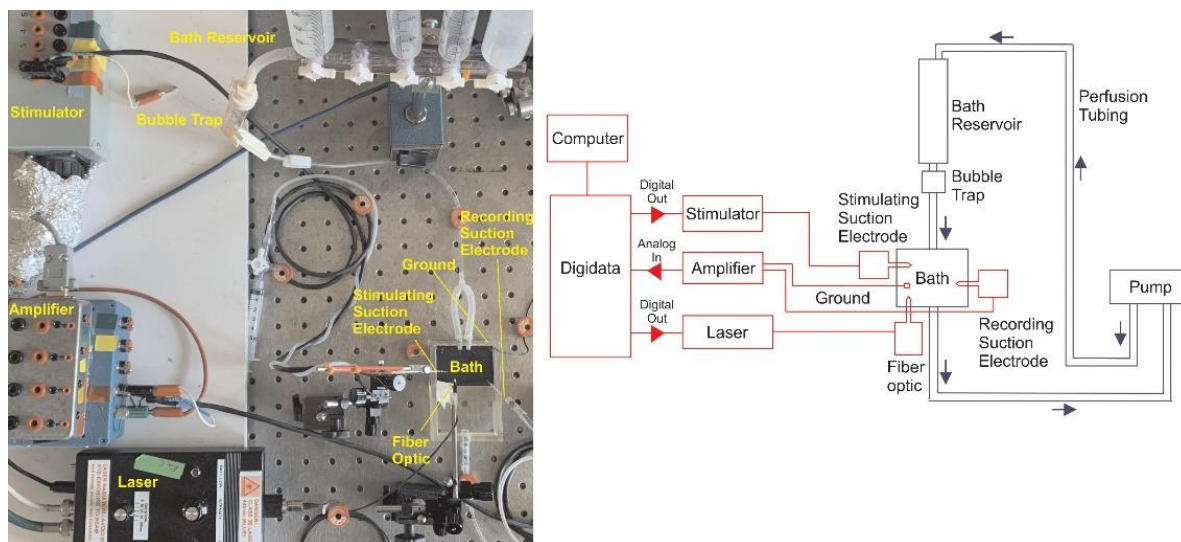 Bath Reservoir
Stimulator
Bubble Trap
Recording
Suction
Electrode
Ground
Stimulating
Suction
Electrode
Amplifier
Bath
Fiber
Optic
Laser
Computer
Digidata
Digital
Out
Stimulator
Analog
In
Amplifier
Digital
Out
Laser
Bath
Reservoir
Bubble
Trap
Stimulating
Suction
Electrode
Bath
Ground
Fiber
optic
Recording
Suction
Electrode
Perfusion
Tubing
Pump